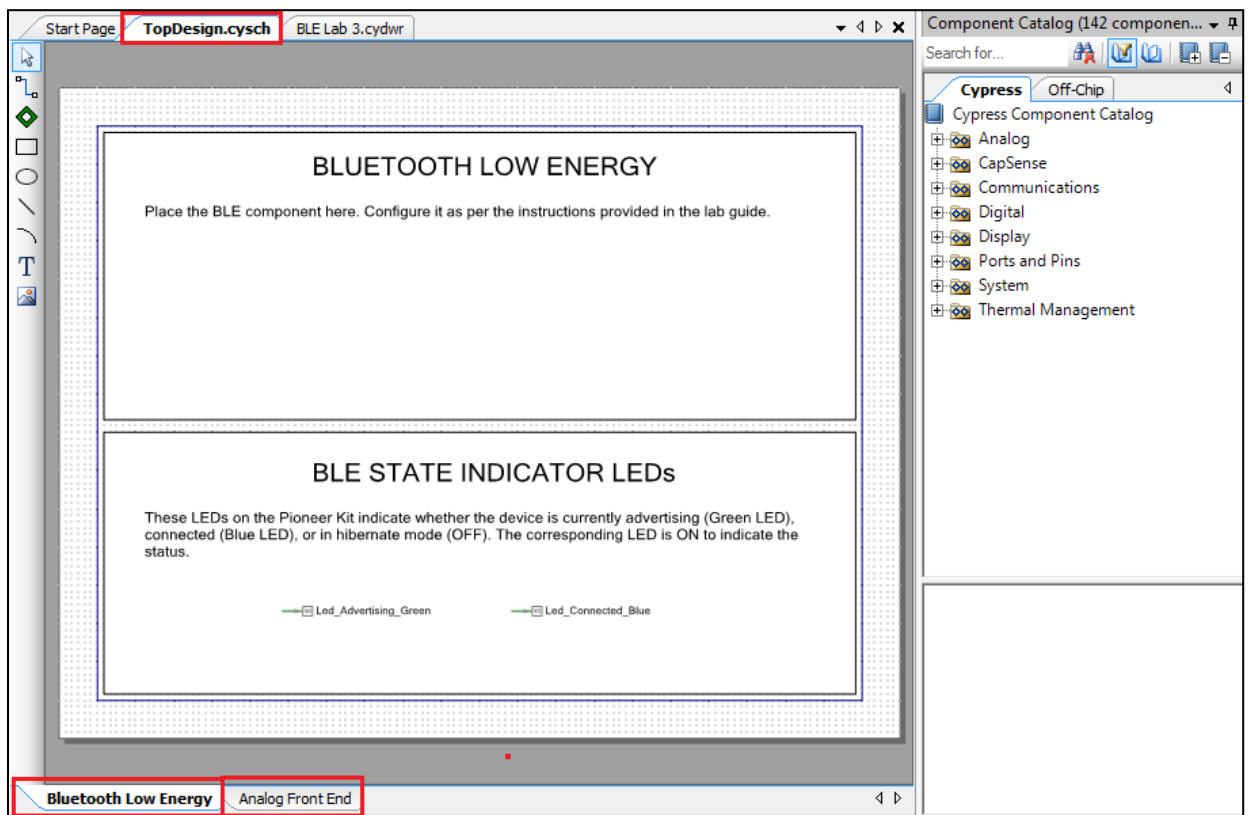 Start Page TopDesign.cysch BLE Lab 3.cydwr
Component Catalog (142 componen...
Search for...
Cypress Off-Chip
Cypress Component Catalog
Analog
CapSense
Communications
Digital
Display
Ports and Pins
System
Thermal Management
T
BLUETOOTH LOW ENERGY
Place the BLE component here. Configure it as per the instructions provided in the lab guide.
BLE STATE INDICATOR LEDs
These LEDs on the Pioneer Kit indicate whether the device is currently advertising (Green LED),
connected (Blue LED), or in hibernate mode (OFF). The corresponding LED is ON to indicate the
status.
Led_Advertising_Green Led_Connected_Blue
Bluetooth Low Energy Analog Front End